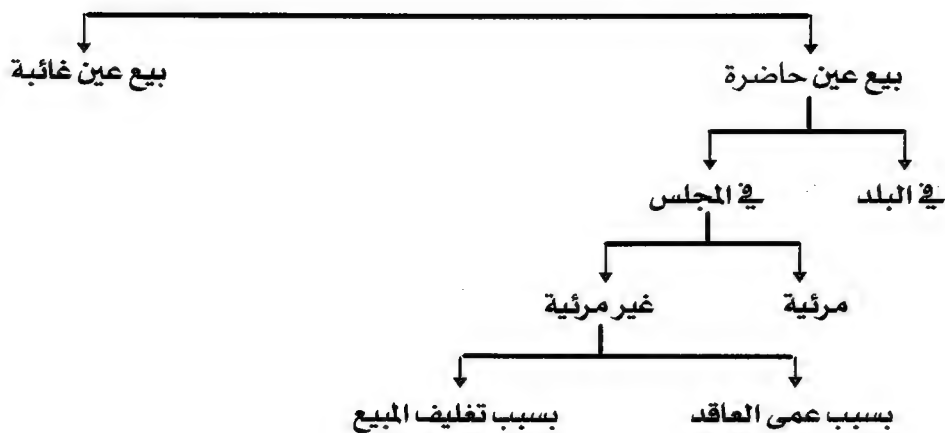 بيع عين حاضرة
بيع عين غائبة
في البلد
في المجلس
مرئية
غير مرئية
بسبب عمى العاقد
بسبب تغليف المبيع